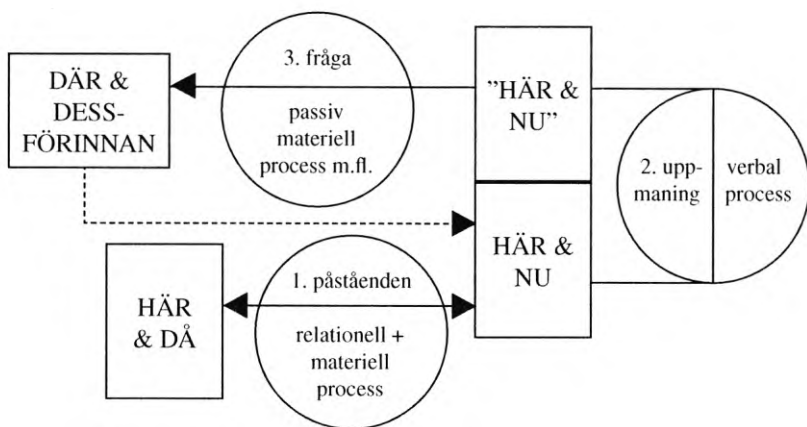 DÄR &
DESS-
FÖRINNAN
3. fråga
passiv
materiell
process m.fl.
”HÄR &
NU”
2. upp-
maning
verbal
process
HÄR &
NU
HÄR
& DÅ
1. påståenden
relationell +
materiell
process